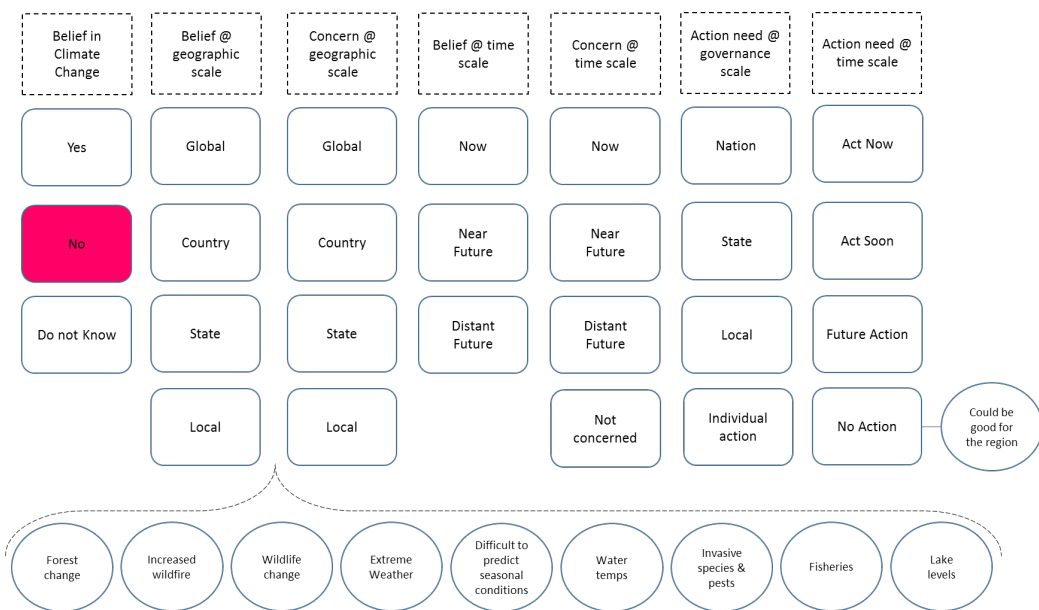 Belief in
Climate
Change
Belief @
geographic
scale
Concern @
geographic
scale
Belief @ time
scale
Concern @
time scale
Action need @
governance
scale
Action need @
time scale
Yes
Global
Global
Now
Now
Nation
Act Now
No
Country
Country
Near
Future
Near
Future
State
Act Soon
Do not Know
State
State
Distant
Future
Distant
Future
Local
Future Action
Local
Local
Not
concerned
Individual
action
No Action
Could be
good for
the region
Forest
change
Increased
wildfire
Wildlife
change
Extreme
Weather
Difficult to
predict
seasonal
conditions
Water
temps
Invasive
species &
pests
Fisheries
Lake
levels